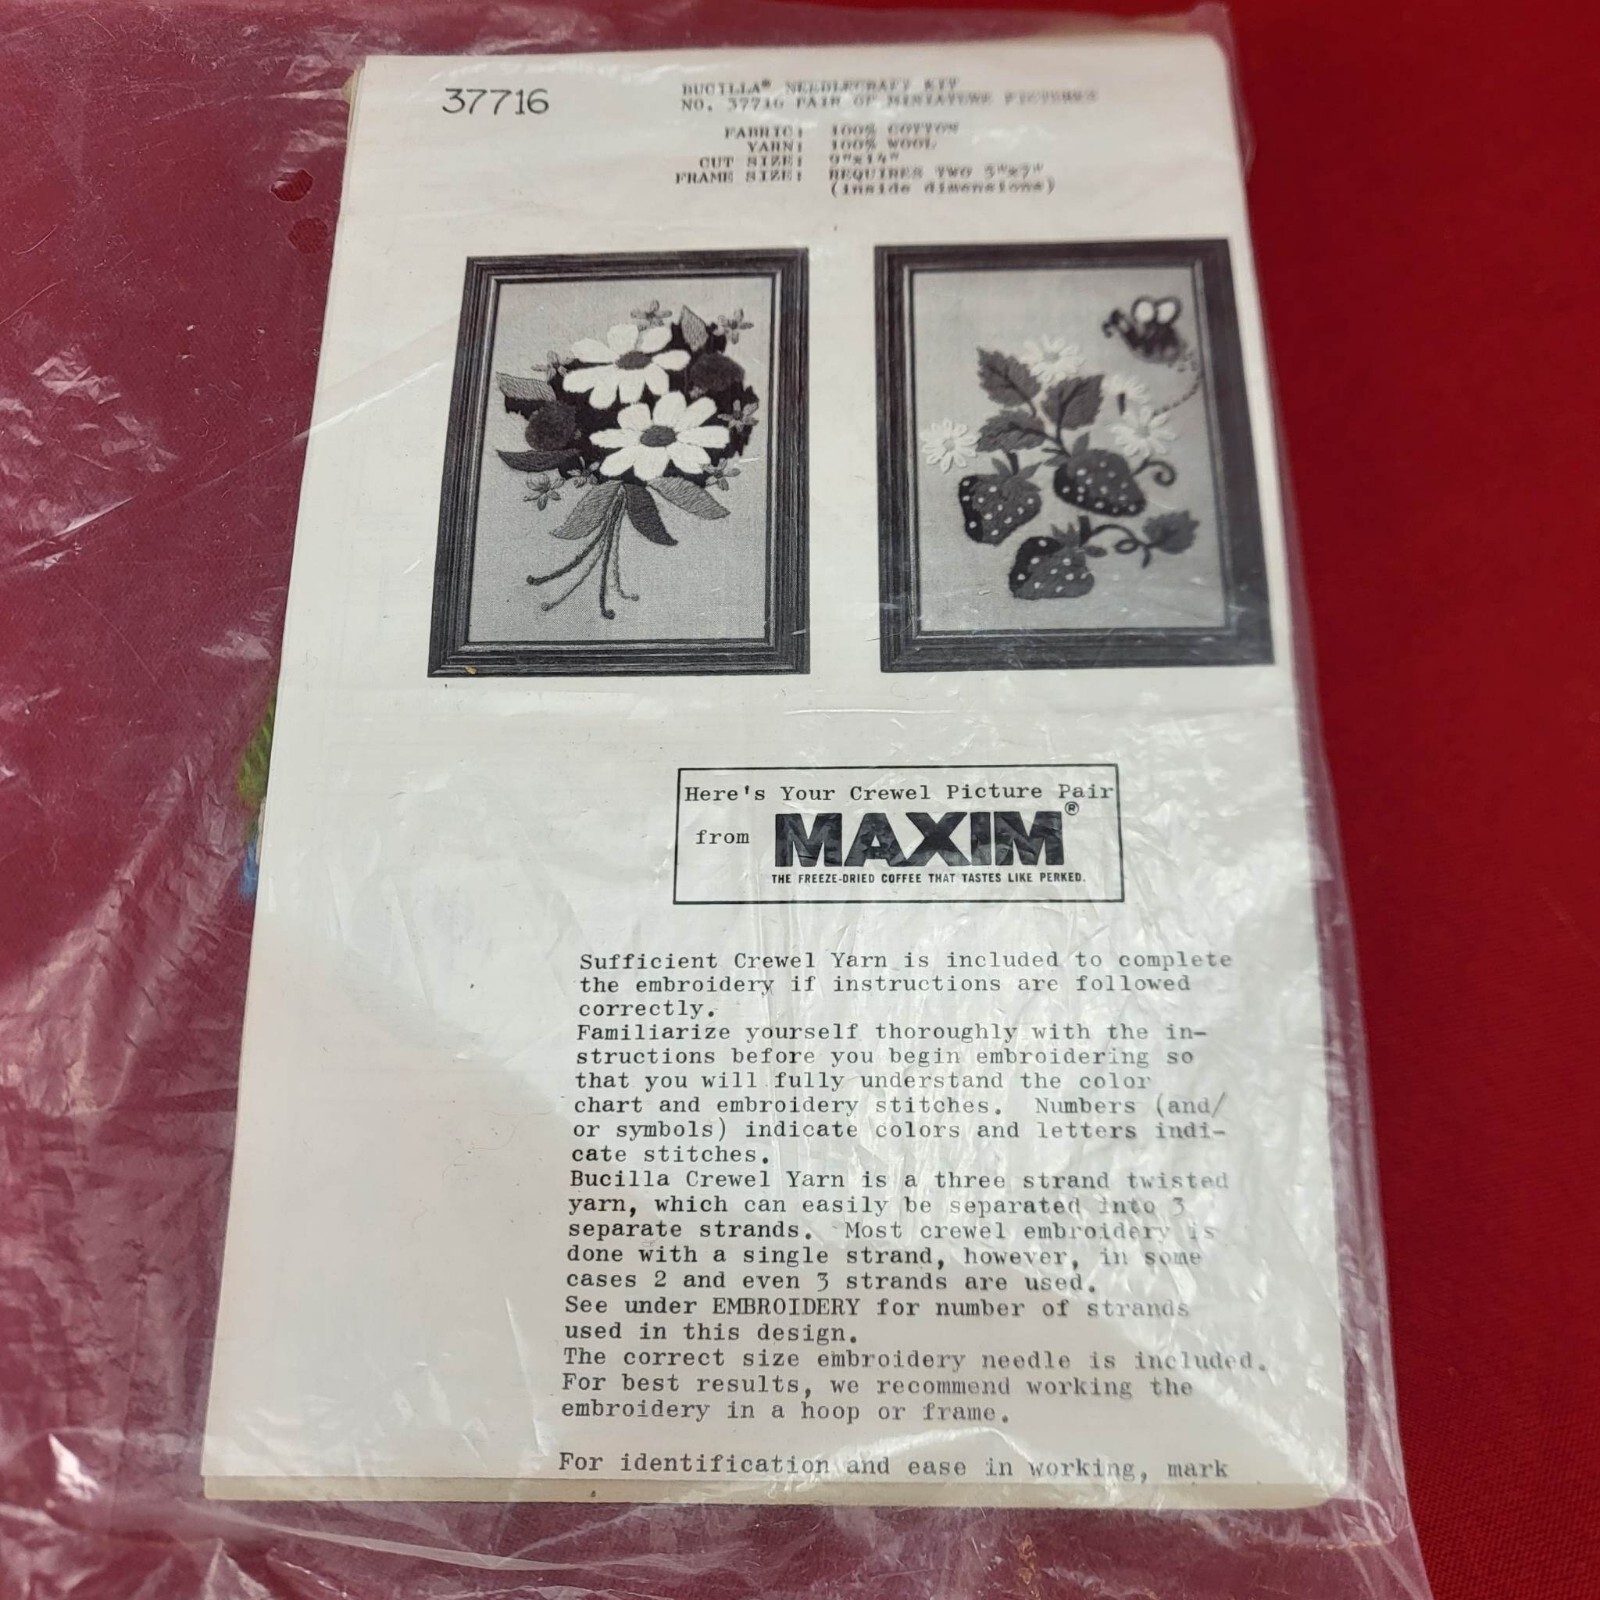 37716
BUCILLA® NEEDLECRAFT KIT
NO. 37716 PAIR OF MINIATURE PICTURES
FABRIC: 100% COTTON
YARN: 100% WOOL
CUT SIZE: 9"x14"
FRAME SIZE: REQUIRES TWO 5"x7"
(inside dimensions)
Here's Your Crewel Picture Pair
from MAXIM®
THE FREEZE-DRIED COFFEE THAT TASTES LIKE PERKED.
Sufficient Crewel Yarn is included to complete
the embroidery if instructions are followed
correctly.
Familiarize yourself thoroughly with the in-
structions before you begin embroidering so
that you will fully understand the color
chart and embroidery stitches. Numbers (and/
or symbols) indicate colors and letters indi-
cate stitches.
Bucilla Crewel Yarn is a three strand twisted
yarn, which can easily be separated into 3
separate strands. Most crewel embroidery is
done with a single strand, however, in some
cases 2 and even 3 strands are used.
See under EMBROIDERY for number of strands
used in this design.
The correct size embroidery needle is included.
For best results, we recommend working the
embroidery in a hoop or frame.
For identification and ease in working, mark